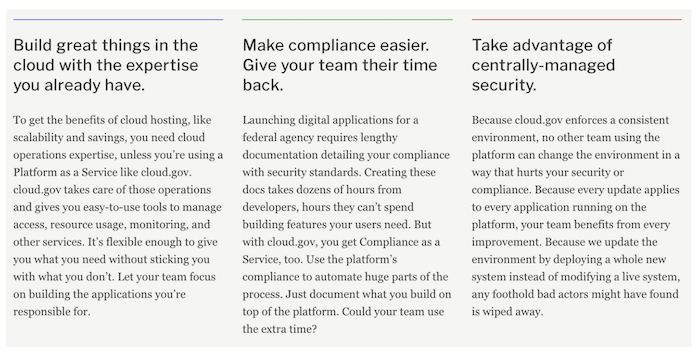 Build great things in the
cloud with the expertise
you already have.
To get the benefits of cloud hosting, like
scalability and savings, you need cloud
operations expertise, unless you're using a
Platform as a Service like cloud.gov.
cloud.gov takes care of those operations
and gives you easy-to-use tools to manage
access, resource usage, monitoring, and
other services. It's flexible enough to give
you what you need without sticking you
with what you don't. Let your team focus
on building the applications you're
responsible for.
Make compliance easier.
Give your team their time
back.
Launching digital applications for a
federal agency requires lengthy
documentation detailing your compliance
with security standards. Creating these
docs takes dozens of hours from
developers, hours they can't spend
building features your users need. But
with cloud.gov, you get Compliance as a
Service, too. Use the platform's
compliance to automate huge parts of the
process. Just document what you build on
top of the platform. Could your team use
the extra time?
Take advantage of
centrally-managed
security.
Because cloud.gov enforces a consistent
environment, no other team using the
platform can change the environment in a
way that hurts your security or
compliance. Because every update applies
to every application running on the
platform, your team benefits from every
improvement. Because we update the
environment by deploying a whole new
system instead of modifying a live system,
any foothold bad actors might have found
is wiped away.